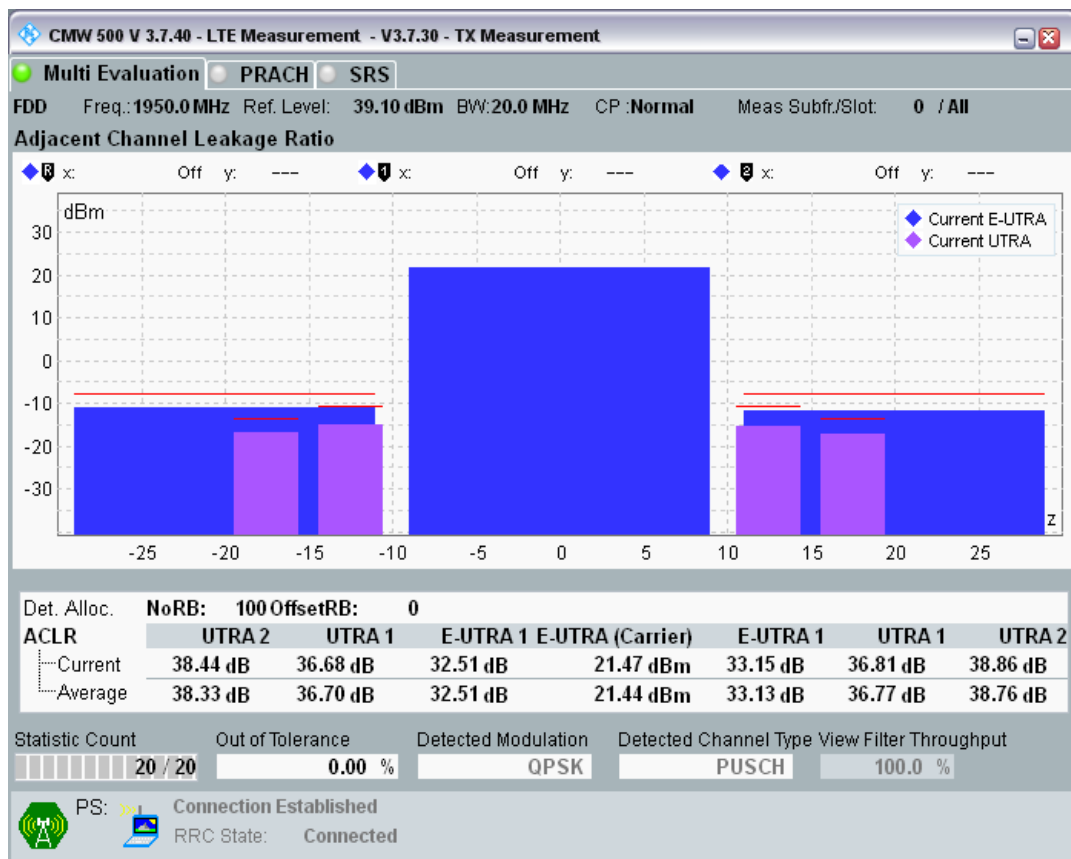 CMW 500 V 3.7.40 - LTE Measurement - V3.7.30 - TX Measurement
Multi Evaluation PRACH SRS
FDD Freq.:1950.0 MHz Ref. Level: 39.10 dBm BW:20.0 MHz CP :Normal Meas Subfr./Slot: 0 / All
Adjacent Channel Leakage Ratio
R x: Off y: --- 1 x: Off y: --- 2 x: Off y: ---
dBm
Current E-UTRA
Current UTRA
30
20
10
0
-10
-20
-30
z
-25 -20 -15 -10 -5 0 5 10 15 20 25
Det. Alloc. NoRB: 100 OffsetRB: 0
ACLR UTRA 2 UTRA 1 E-UTRA 1 E-UTRA (Carrier) E-UTRA 1 UTRA 1 UTRA 2
Current 38.44 dB 36.68 dB 32.51 dB 21.47 dBm 33.15 dB 36.81 dB 38.86 dB
Average 38.33 dB 36.70 dB 32.51 dB 21.44 dBm 33.13 dB 36.77 dB 38.76 dB
Statistic Count Out of Tolerance Detected Modulation Detected Channel Type View Filter Throughput
20 / 20 0.00 % QPSK PUSCH 100.0 %
PS: Connection Established
RRC State: Connected